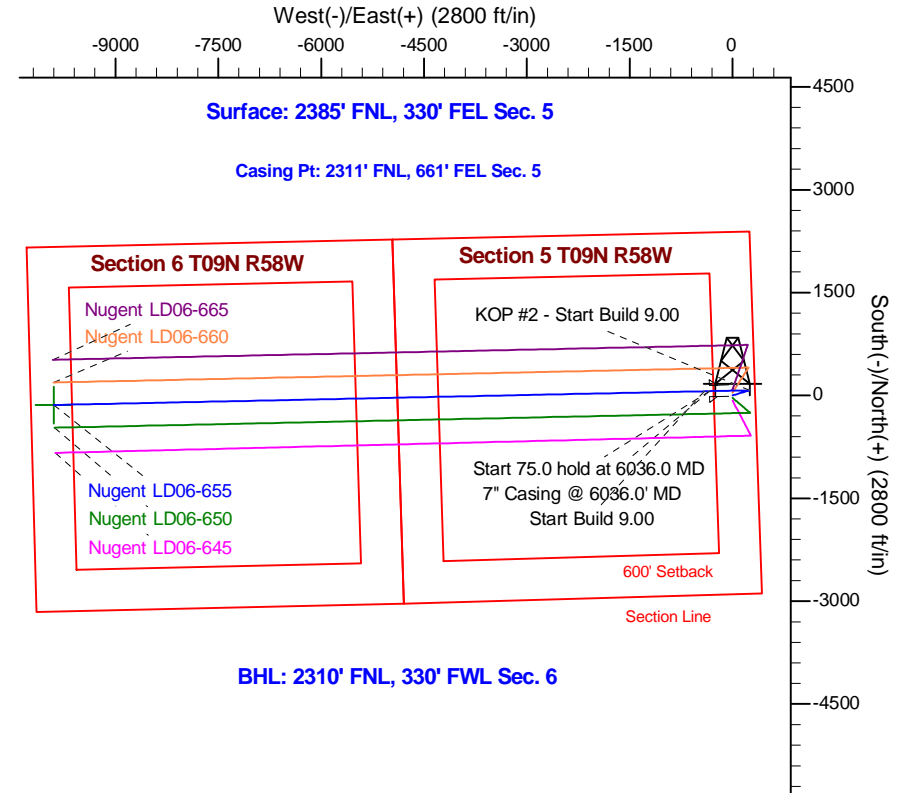 West(-)/East(+) (2800 ft/in)
-9000 -7500 -6000 -4500 -3000 -1500 0
4500
Surface: 2385' FNL, 330' FEL Sec. 5
Casing Pt: 2311' FNL, 661' FEL Sec. 5
3000
Section 6 T09N R58W
Section 5 T09N R58W
1500
Nugent LD06-665
KOP #2 - Start Build 9.00
Nugent LD06-660
South(-)/North(+) (2800 ft/in)
0
Start 75.0 hold at 6036.0 MD
Nugent LD06-655
7" Casing @ 6036.0' MD
-1500
Nugent LD06-650
Start Build 9.00
Nugent LD06-645
600' Setback
-3000
Section Line
BHL: 2310' FNL, 330' FWL Sec. 6
-4500